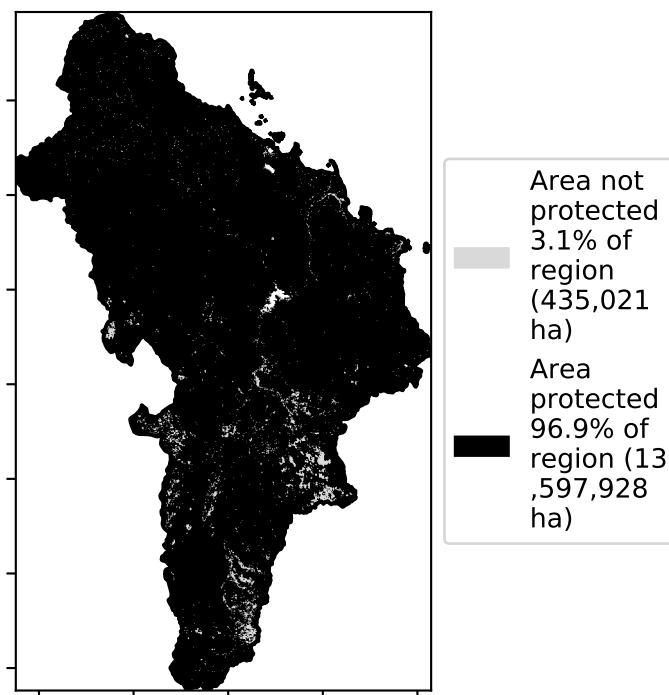 Area not
protected
3.1% of
region
(435,021
ha)
Area
protected
96.9% of
region (13
,597,928
ha)